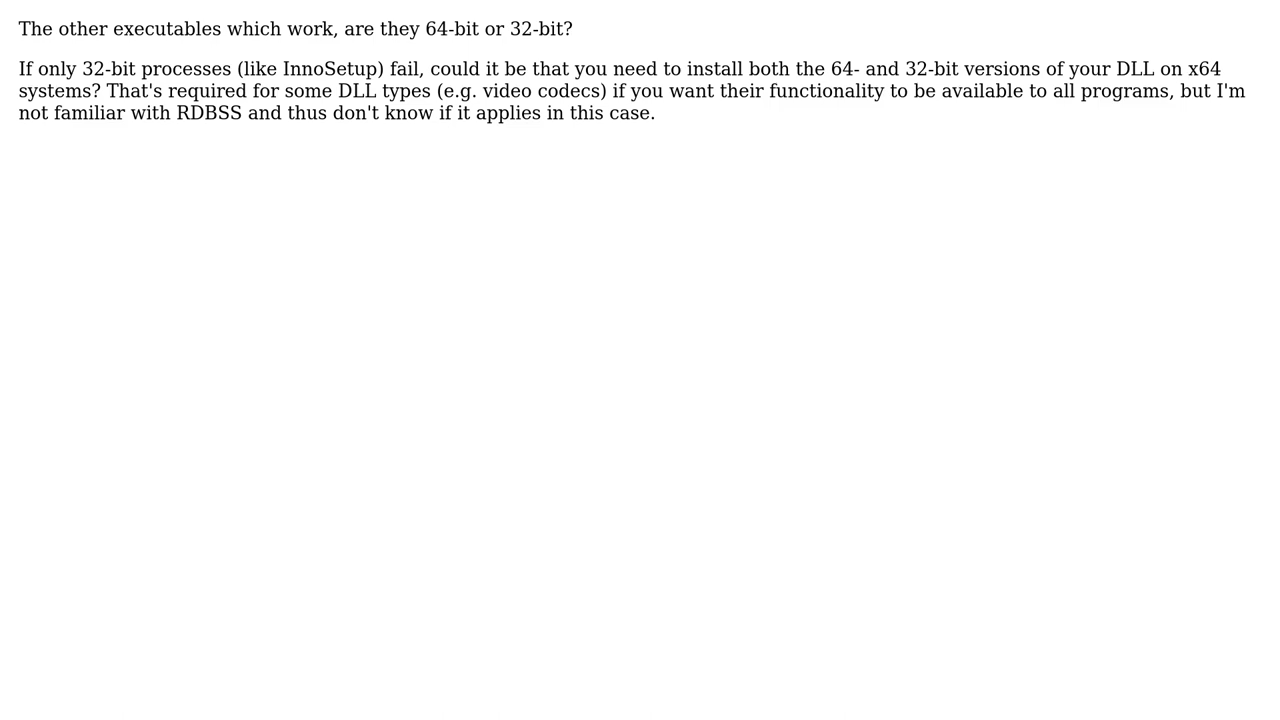 The other executables which work, are they 64-bit or 32-bit?
If only 32-bit processes (like InnoSetup) fail, could it be that you need to install both the 64- and 32-bit versions of your DLL on x64
systems? That's required for some DLL types (e.g. video codecs) if you want their functionality to be available to all programs, but I'm
not familiar with RDBSS and thus don't know if it applies in this case.